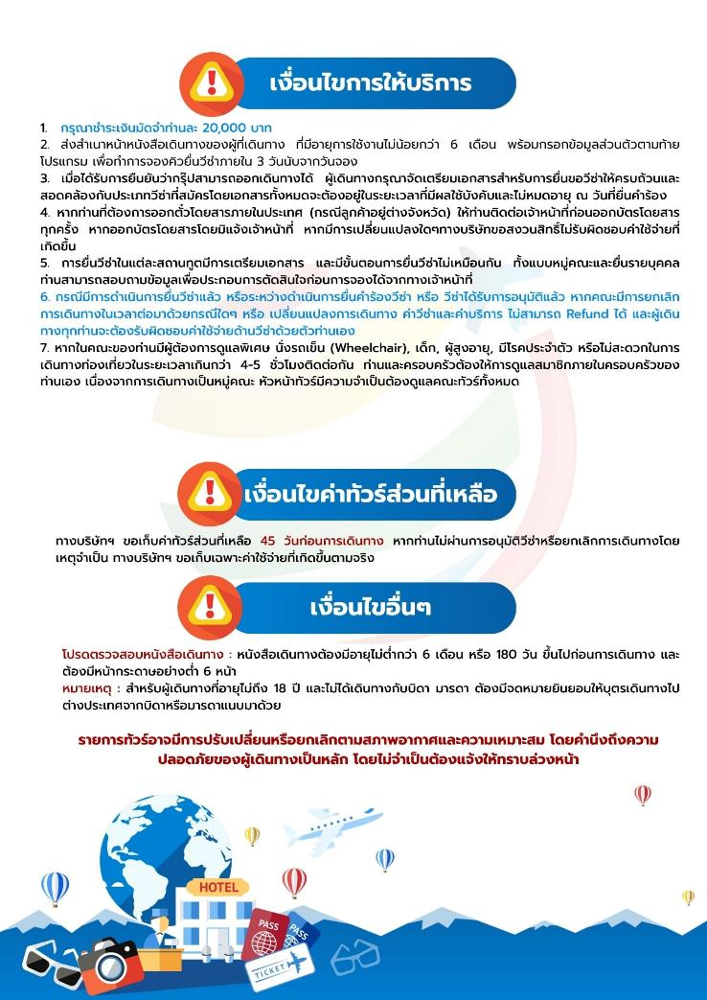 เงื่อนไขการให้บริการ
1. กรุณาชำระเงินมัดจำท่านละ 20,000 บาท
2. ส่งสำเนาหน้าหนังสือเดินทางของผู้ที่เดินทาง ที่มีอายุการใช้งานไม่น้อยกว่า 6 เดือน พร้อมกรอกข้อมูลส่วนตัวตามท้าย
โปรแกรม เพื่อทำการจองคิวยื่นวีซ่าภายใน 3 วันนับจากวันจอง
3. เมื่อได้รับการยืนยันว่ากรุ๊ปสามารถออกเดินทางได้ ผู้เดินทางกรุณาจัดเตรียมเอกสารสำหรับการยื่นขอวีซ่าให้ครบถ้วนและ
สอดคล้องกับประเภทวีซ่าที่สมัครโดยเอกสารทั้งหมดจะต้องอยู่ในระยะเวลาที่มีผลใช้บังคับและไม่หมดอายุ ณ วันที่ยื่นคำร้อง
4. หากท่านที่ต้องการออกตั๋วโดยสารภายในประเทศ (กรณีลูกค้าอยู่ต่างจังหวัด) ให้ท่านติดต่อเจ้าหน้าที่ก่อนออกบัตรโดยสาร
ทุกครั้ง หากออกบัตรโดยสารโดยมิแจ้งเจ้าหน้าที่ หากมีการเปลี่ยนแปลงใดๆทางบริษัทขอสงวนสิทธิ์ไม่รับผิดชอบค่าใช้จ่ายที่
เกิดขึ้น
5. การยื่นวีซ่าในแต่ละสถานทูตมีการเตรียมเอกสาร และมีขั้นตอนการยื่นวีซ่าไม่เหมือนกัน ทั้งแบบหมู่คณะและยื่นรายบุคคล
ท่านสามารถสอบถามข้อมูลเพื่อประกอบการตัดสินใจก่อนการจองได้จากทางเจ้าหน้าที่
6. กรณีมีการดำเนินการยื่นวีซ่าแล้ว หรือระหว่างดำเนินการยื่นคำร้องวีซ่า หรือ วีซ่าได้รับการอนุมัติแล้ว หากคณะมีการยกเลิก
การเดินทางในเวลาต่อมาด้วยกรณีใดๆ หรือ เปลี่ยนแปลงการเดินทาง ค่าวีซ่าและค่าบริการ ไม่สามารถ Refund ได้ และผู้เดิน
ทางทุกท่านจะต้องรับผิดชอบค่าใช้จ่ายด้านวีซ่าด้วยตัวท่านเอง
7. หากในคณะของท่านมีผู้ต้องการดูแลพิเศษ นั่งรถเข็น (Wheelchair), เด็ก, ผู้สูงอายุ, มีโรคประจำตัว หรือไม่สะดวกในการ
เดินทางท่องเที่ยวในระยะเวลาเกินกว่า 4-5 ชั่วโมงติดต่อกัน ท่านและครอบครัวต้องให้การดูแลสมาชิกภายในครอบครัวของ
ท่านเอง เนื่องจากการเดินทางเป็นหมู่คณะ หัวหน้าทัวร์มีความจำเป็นต้องดูแลคณะทัวร์ทั้งหมด
เงื่อนไขค่าทัวร์ส่วนที่เหลือ
ทางบริษัทฯ ขอเก็บค่าทัวร์ส่วนที่เหลือ 45 วันก่อนการเดินทาง หากท่านไม่ผ่านการอนุมัติวีซ่าหรือยกเลิกการเดินทางโดย
เหตุจำเป็น ทางบริษัทฯ ขอเก็บเฉพาะค่าใช้จ่ายที่เกิดขึ้นตามจริง
เงื่อนไขอื่นๆ
โปรดตรวจสอบหนังสือเดินทาง : หนังสือเดินทางต้องมีอายุไม่ต่ำกว่า 6 เดือน หรือ 180 วัน ขึ้นไปก่อนการเดินทาง และ
ต้องมีหน้ากระดาษอย่างต่ำ 6 หน้า
หมายเหตุ : สำหรับผู้เดินทางที่อายุไม่ถึง 18 ปี และไม่ได้เดินทางกับบิดา มารดา ต้องมีจดหมายยินยอมให้บุตรเดินทางไป
ต่างประเทศจากบิดาหรือมารดาแนบมาด้วย
รายการทัวร์อาจมีการปรับเปลี่ยนหรือยกเลิกตามสภาพอากาศและความเหมาะสม โดยคำนึงถึงความ
ปลอดภัยของผู้เดินทางเป็นหลัก โดยไม่จำเป็นต้องแจ้งให้ทราบล่วงหน้า
HOTEL
PASS
PASS
TICKET